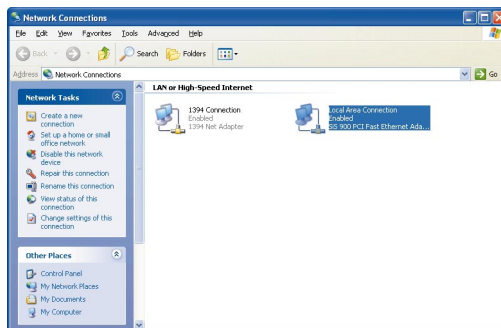 Network Connections
File Edit View Favorites Tools Advanced Help
Back Search Folders
Address Network Connections Go
Network Tasks
Create a new
connection
Set up a home or small
office network
Disable this network
device
Repair this connection
Rename this connection
View status of this
connection
Change settings of this
connection
Other Places
Control Panel
My Network Places
My Documents
My Computer
LAN or High-Speed Internet
1394 Connection
Enabled
1394 Net Adapter
Local Area Connection
Enabled
SiS 900 PCI Fast Ethernet Ada...